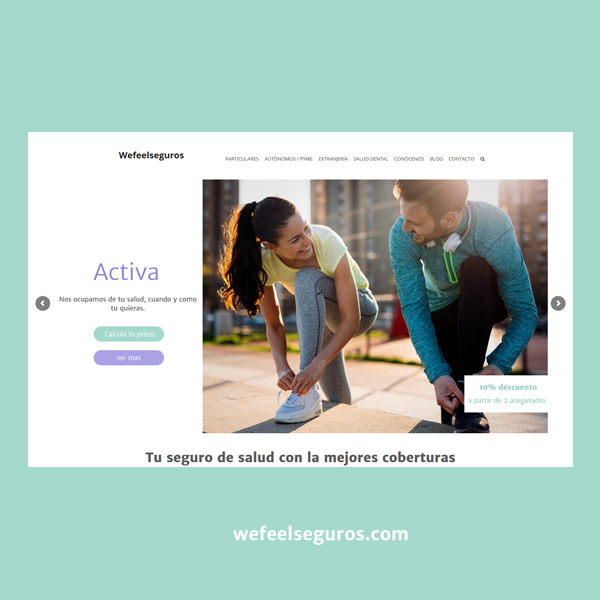 Wefeelseguros
PARTICULARES AUTÓNOMOS / PYME EXTRANJERÍA SALUD DENTAL CONÓCENOS BLOG CONTACTO
Activa
Nos ocupamos de tu salud, cuando y como
tu quieras.
Calcula tu precio
ver mas
10% descuento
a partir de 2 asegurados
Tu seguro de salud con la mejores coberturas
wefeelseguros.com